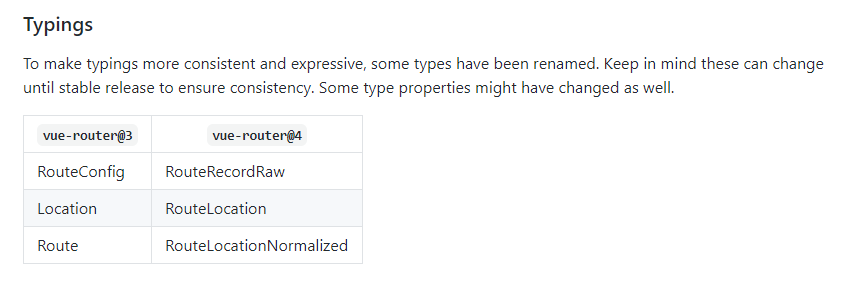 Typings
To make typings more consistent and expressive, some types have been renamed. Keep in mind these can change
until stable release to ensure consistency. Some type properties might have changed as well.
vue-router@3 vue-router@4
RouteConfig RouteRecordRaw
Location RouteLocation
Route RouteLocationNormalized